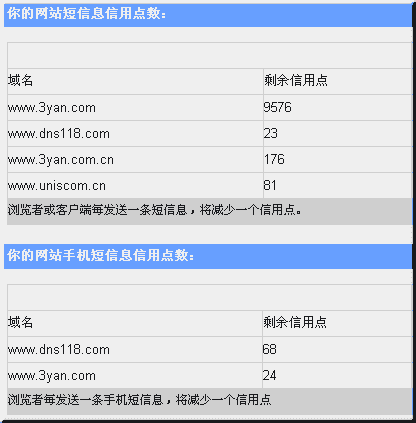 你的网站短信息信用点数：
域名 剩余信用点
www.3yan.com 9576
www.dns118.com 23
www.3yan.com.cn 176
www.uniscom.cn 81
浏览者或客户端每发送一条短信息，将减少一个信用点。
你的网站手机短信息信用点数：
域名 剩余信用点
www.dns118.com 68
www.3yan.com 24
浏览者每发送一条手机短信息，将减少一个信用点